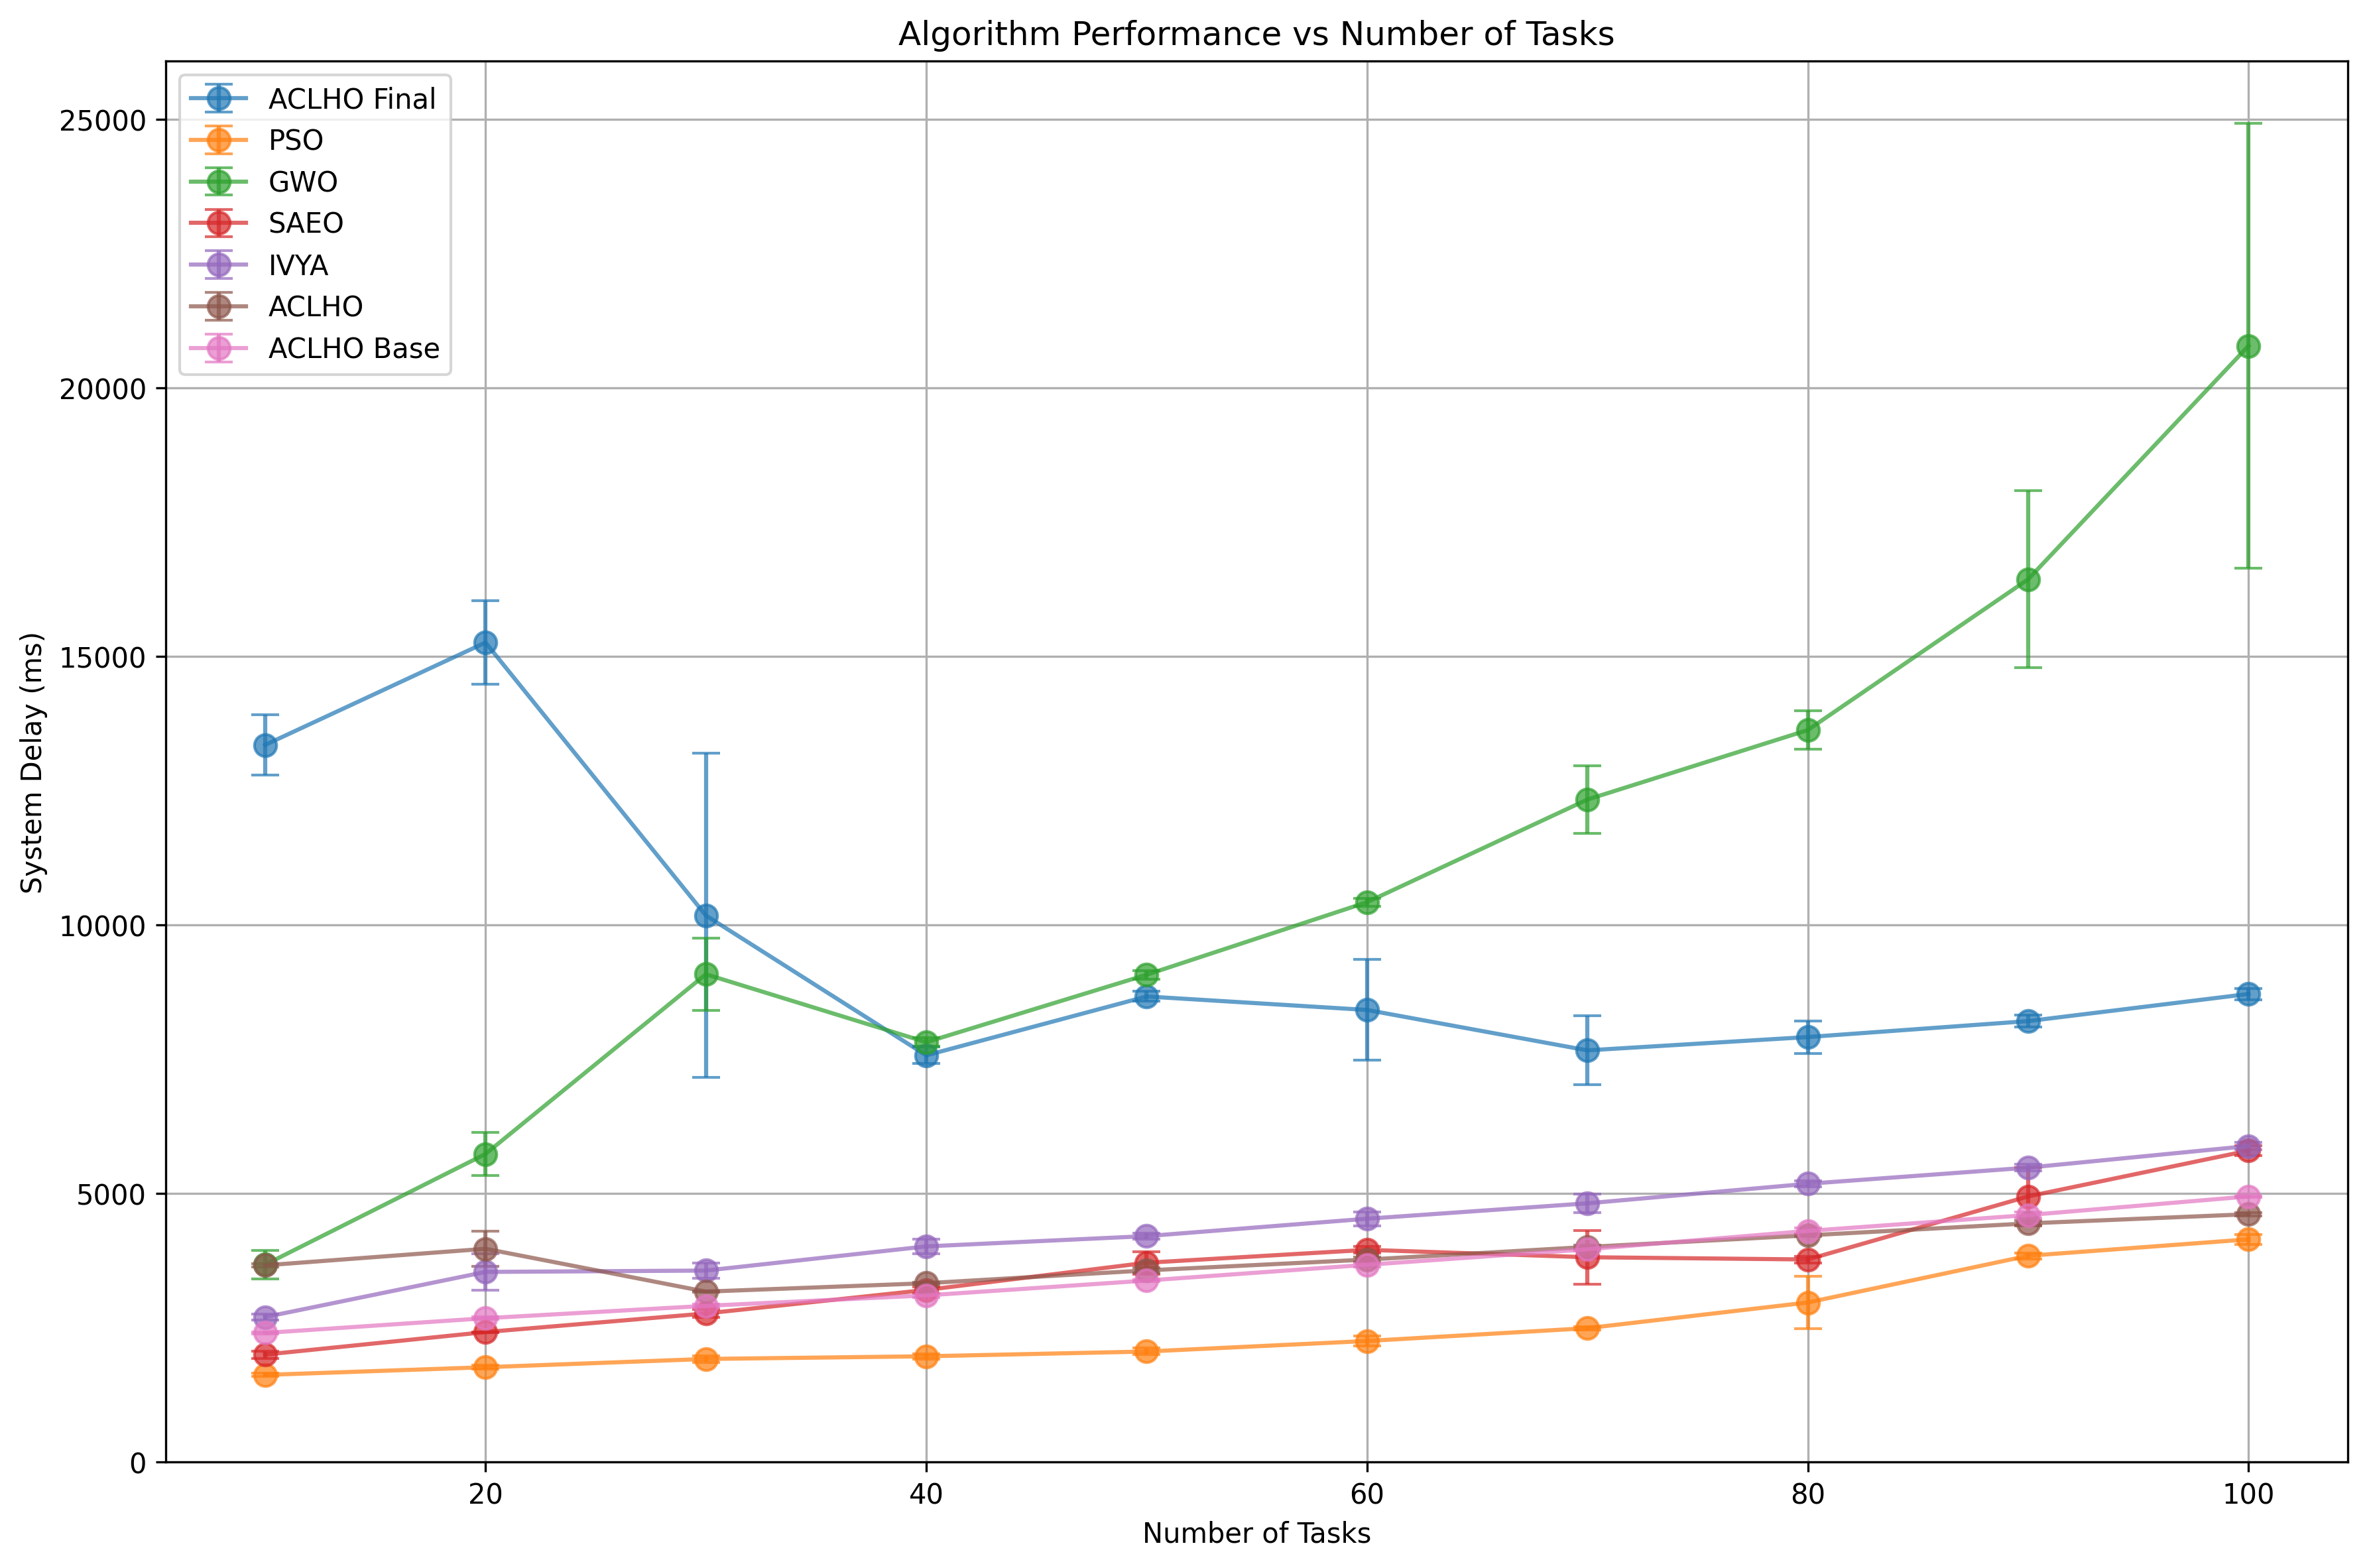 Algorithm Performance vs Number of Tasks
ACLHO Final
PSO
GWO
SAEO
IVYA
ACLHO
ACLHO Base
System Delay (ms)
25000
20000
15000
10000
5000
0
20
40
60
80
100
Number of Tasks